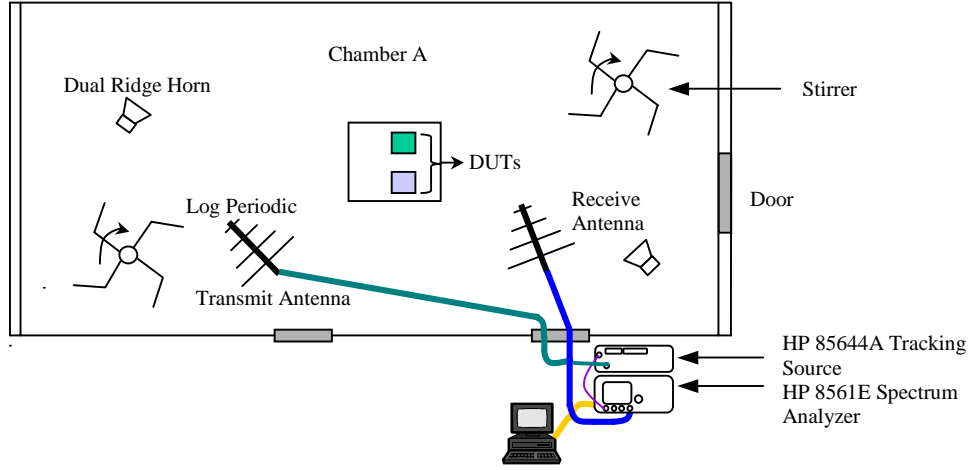 Chamber A
Dual Ridge Horn
Stirrer
DUTs
Door
Log Periodic
Receive
Antenna
Transmit Antenna
HP 85644A Tracking
Source
HP 8561E Spectrum
Analyzer